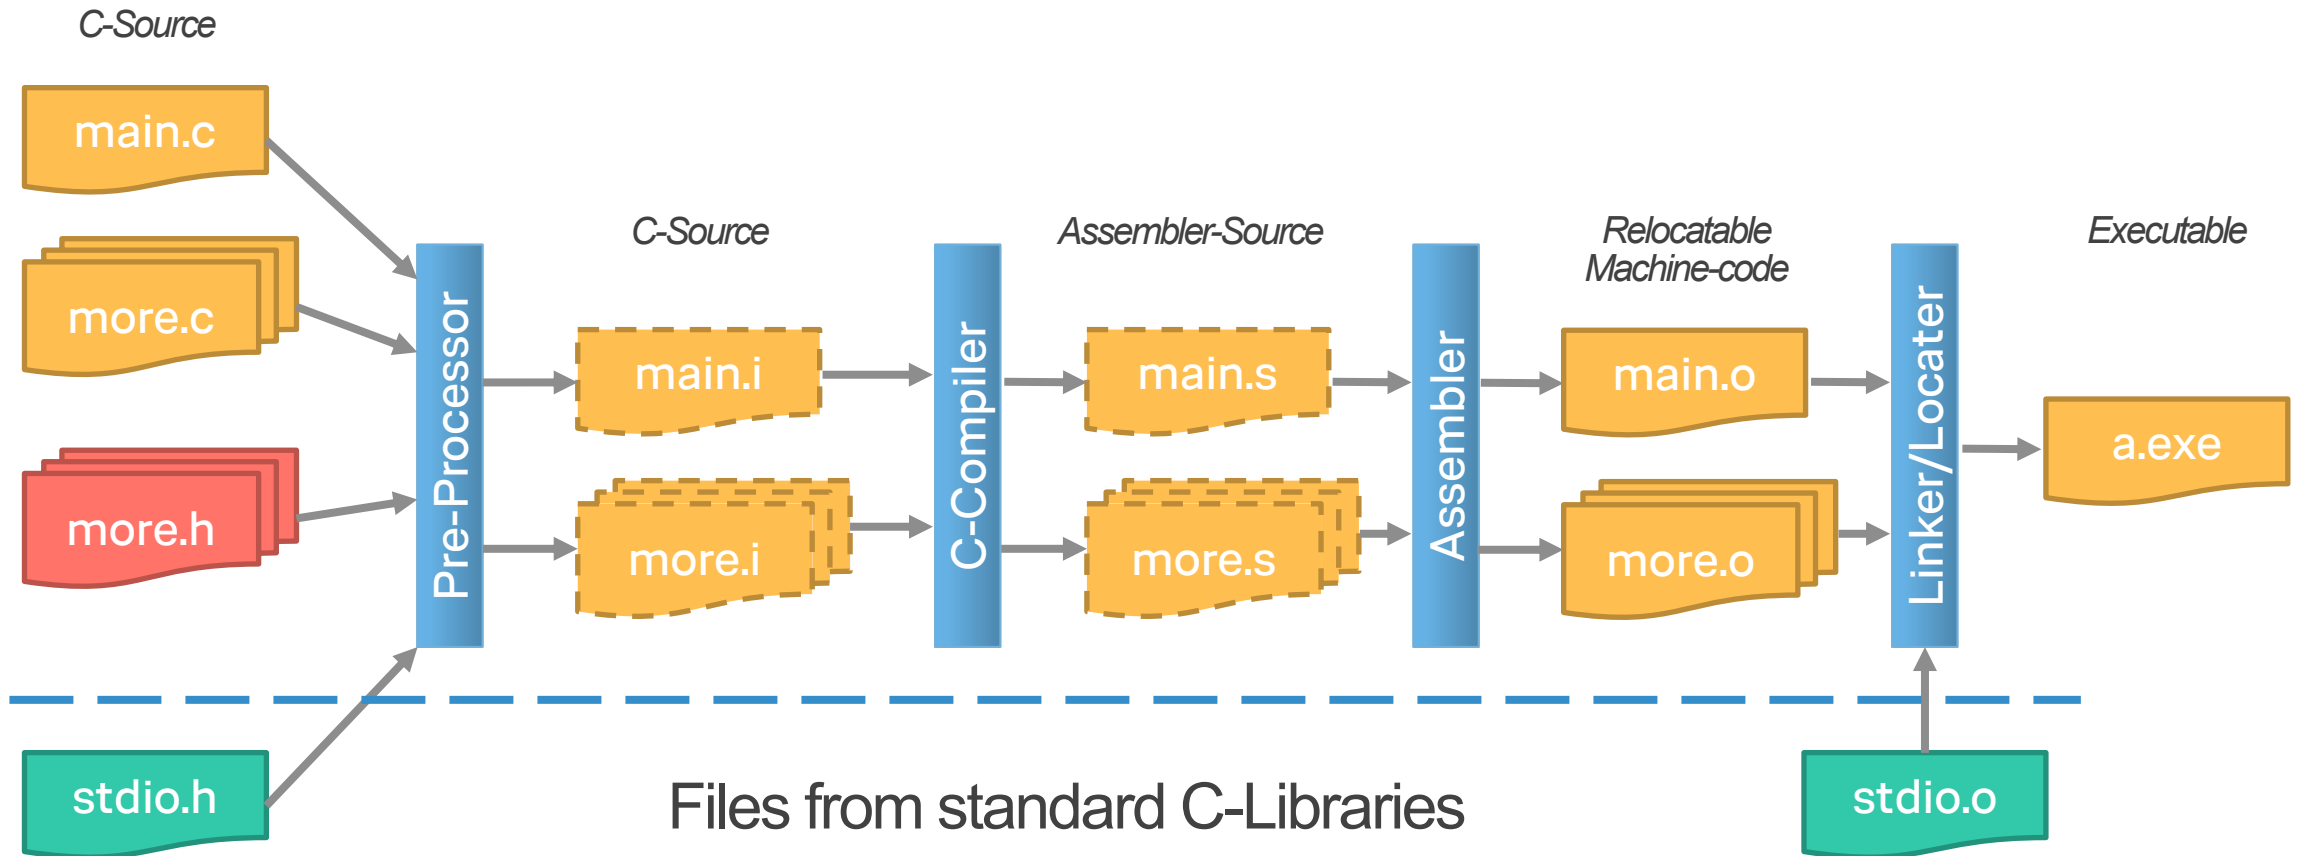 C-Source
main.c
more.c
more.h
Pre-Processor
C-Source
main.i
more.i
C-Compiler
Assembler-Source
main.s
more.s
Assembler
Relocatable
Machine-code
main.o
more.o
Linker/Locater
Executable
a.exe
stdio.h
Files from standard C-Libraries
stdio.o